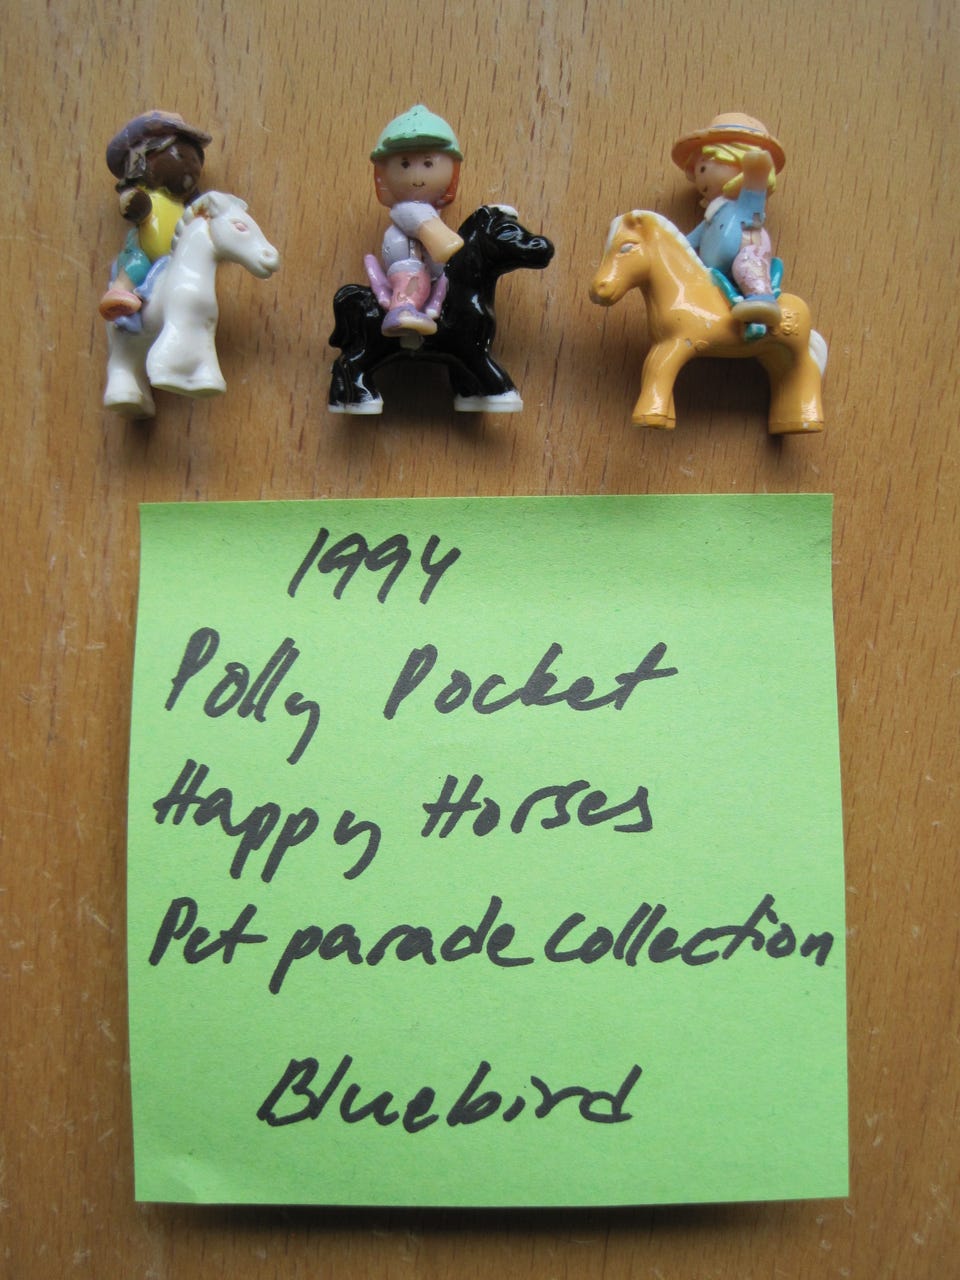 1994
Polly Pocket
Happy Horses
Pet parade collection
Bluebird